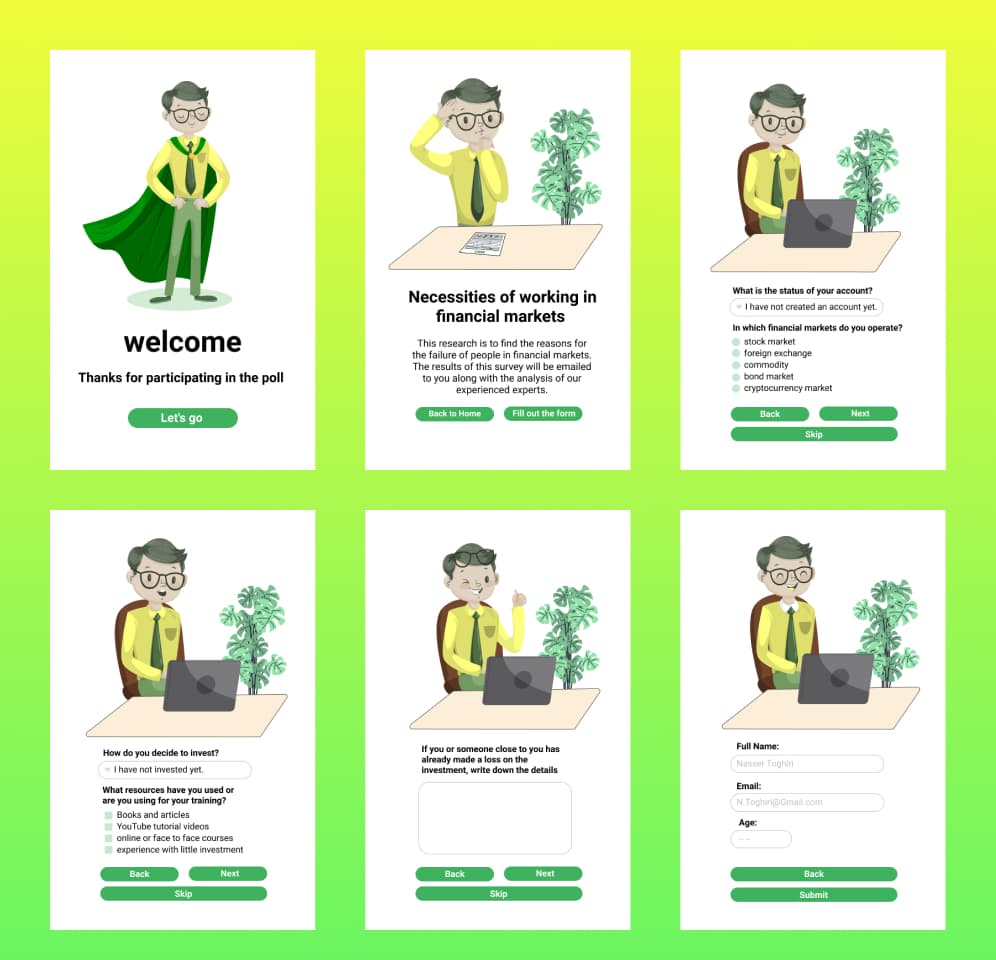 welcome
Thanks for participating in the poll
Let's go
Necessities of working in
financial markets
This research is to find the reasons for
the failure of people in financial markets.
The results of this survey will be emailed
to you along with the analysis of our
experienced experts.
Back to Home
Fill out the form
What is the status of your account?
I have not created an account yet.
In which financial markets do you operate?
stock market
foreign exchange
commodity
bond market
cryptocurrency market
Back
Next
Skip
How do you decide to invest?
I have not invested yet.
What resources have you used or
are you using for your training?
Books and articles
YouTube tutorial videos
online or face to face courses
experience with little investment
Back
Next
Skip
If you or someone close to you has
already made a loss on the
investment, write down the details
Back
Next
Skip
Full Name:
Nasser Toghiri
Email:
N.Toghiri@Gmail.com
Age:
-- --
Back
Submit